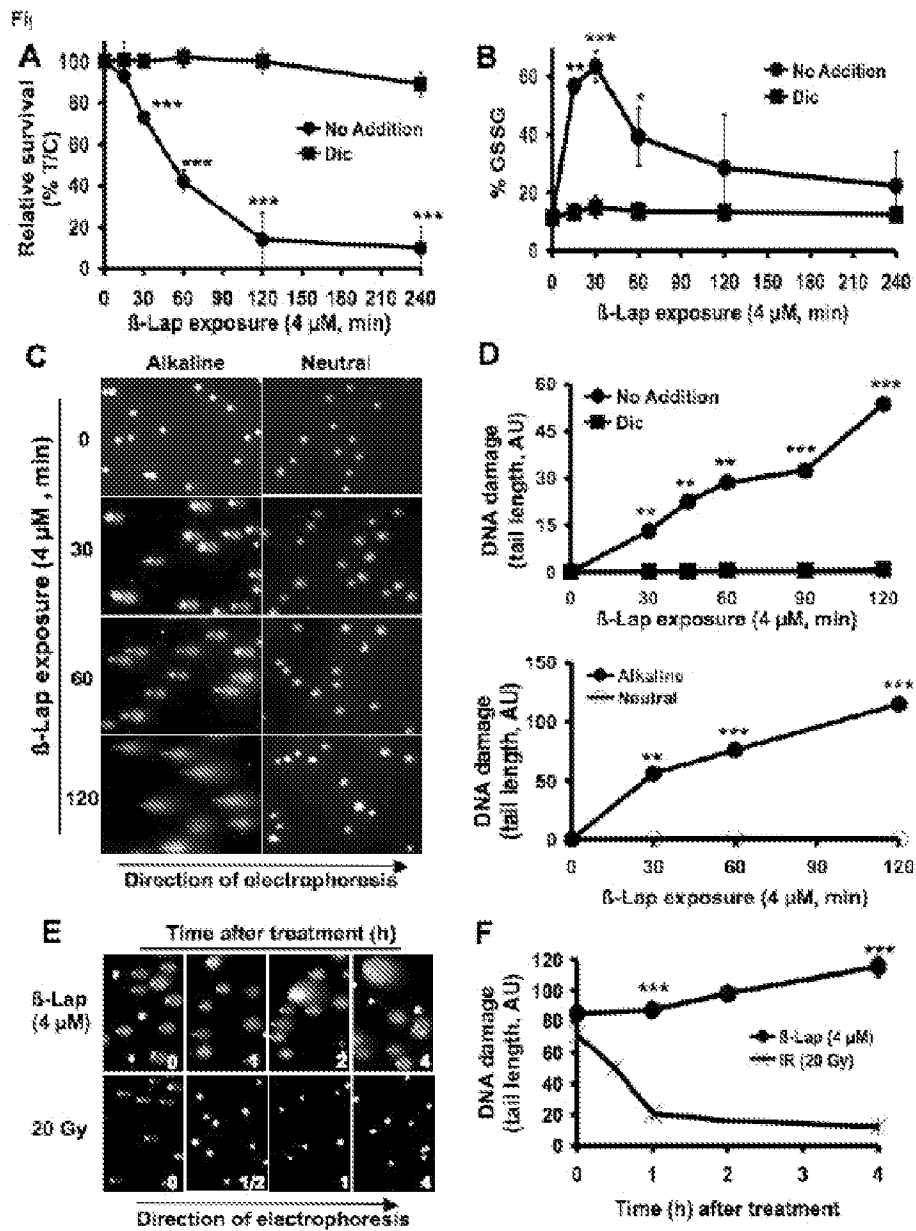 Fi
A
Relative survival
(% T/C)
100
80
60
40
20
0
***
***
***
***
No Addition
Dic
0 30 60 90 120 150 180 210 240
ß-Lap exposure (4 µM, min)
B
% GSSG
60
40
20
0
**
***
*
No Addition
Dic
0 30 60 90 120 150 180 210 240
ß-Lap exposure (4 µM, min)
C
Alkaline Neutral
ß-Lap exposure (4 µM , min)
0
30
60
120
Direction of electrophoresis
D
DNA damage
(tail length, AU)
60
45
30
15
0
No Addition
Dic
**
**
**
***
***
0 30 60 90 120
ß-Lap exposure (4 µM, min)
DNA damage
(tail length, AU)
150
100
50
0
Alkaline
Neutral
**
***
***
0 30 60 90 120
ß-Lap exposure (4 µM, min)
E
Time after treatment (h)
ß-Lap
(4 µM)
0 1 2 4
20 Gy
0 1/2 1 4
Direction of electrophoresis
F
DNA damage
(tail length, AU)
120
100
80
60
40
20
0
***
***
ß-Lap (4 µM)
IR (20 Gy)
0 1 2 3 4
Time (h) after treatment